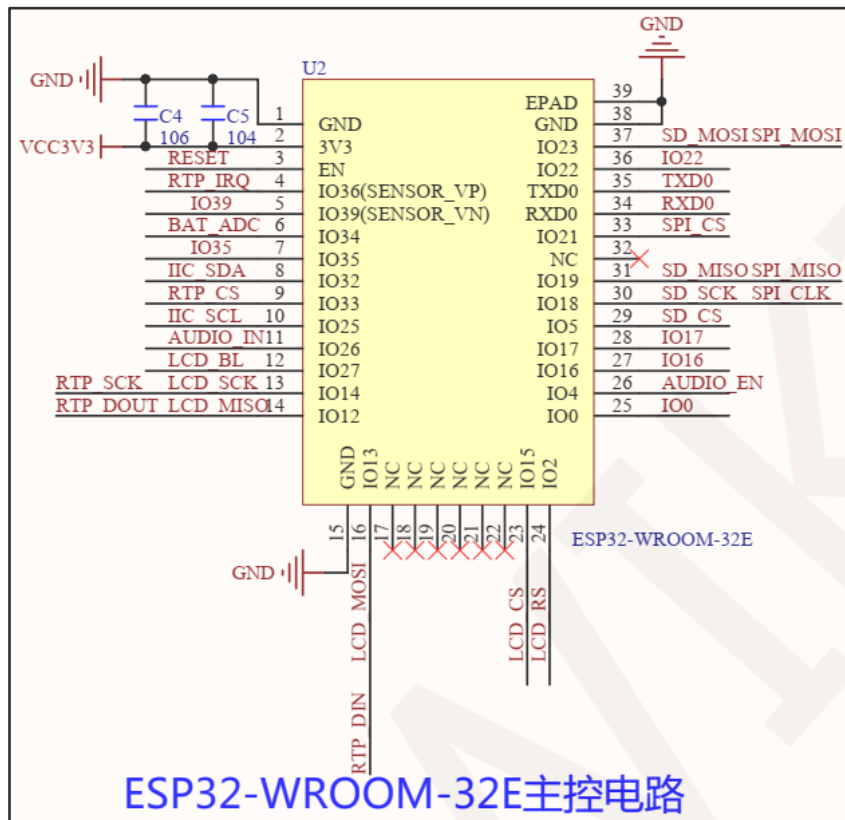 GND
U2
GND
C4
106
C5
104
VCC3V3
RESET
RTP_IRQ
IO39
BAT_ADC
IO35
IIC_SDA
RTP_CS
IIC_SCL
AUDIO_IN
LCD_BL
RTP_SCK LCD_SCK
RTP_DOUT LCD_MISO
1 GND
2 3V3
3 EN
4 IO36(SENSOR_VP)
5 IO39(SENSOR_VN)
6 IO34
7 IO35
8 IO32
9 IO33
10 IO25
11 IO26
12 IO27
13 IO14
14 IO12
EPAD 39
GND 38
IO23 37 SD_MOSI SPI_MOSI
IO22 36 IO22
TXD0 35 TXD0
RXD0 34 RXD0
IO21 33 SPI_CS
NC 32
IO19 31 SD_MISO SPI_MISO
IO18 30 SD_SCK SPI_CLK
IO5 29 SD_CS
IO17 28 IO17
IO16 27 IO16
IO4 26 AUDIO_EN
IO0 25 IO0
GND 15
IO13 16
NC 17
NC 18
NC 19
NC 20
NC 21
NC 22
IO15 23
IO2 24
ESP32-WROOM-32E
GND
RTP_DIN LCD_MOSI
LCD_CS
LCD_RS
ESP32-WROOM-32E主控电路